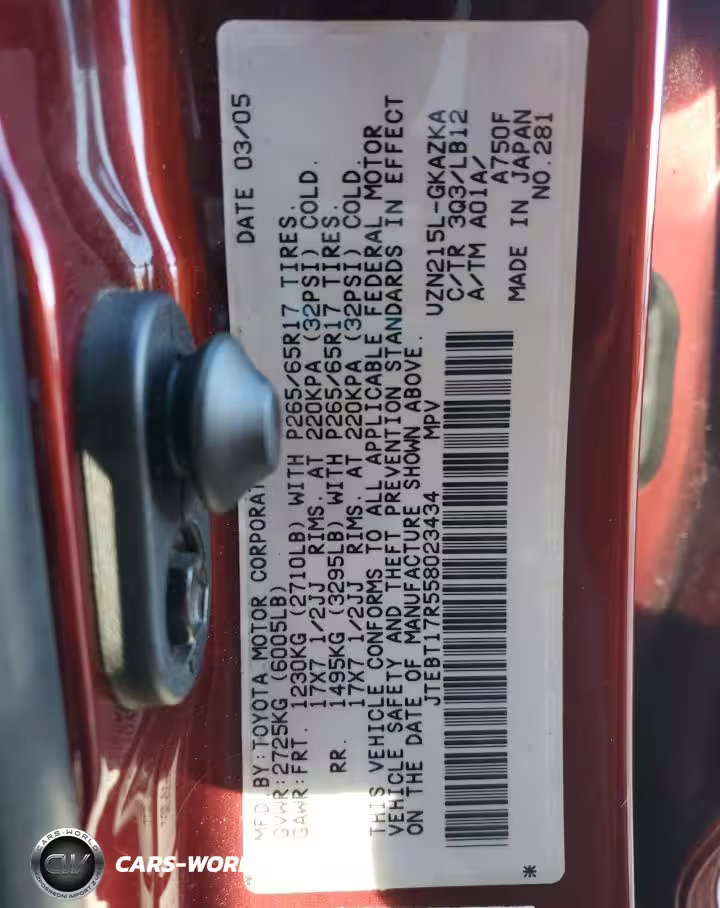 MFD. BY:TOYOTA MOTOR CORPORAT DATE 03/05
GVWR:2725KG (6005LB)
GAWR:FRT. 1230KG (2710LB) WITH P265/65R17 TIRES.
17X7 1/2JJ RIMS. AT 220KPA (32PSI) COLD.
RR. 1495KG (3295LB) WITH P265/65R17 TIRES.
17X7 1/2JJ RIMS. AT 220KPA (32PSI) COLD.
THIS VEHICLE CONFORMS TO ALL APPLICABLE FEDERAL MOTOR
VEHICLE SAFETY AND THEFT PREVENTION STANDARDS IN EFFECT
ON THE DATE OF MANUFACTURE SHOWN ABOVE.
JTEBT17R558023434 MPV
UZN215L-GKAZKA
C/TR 3Q3/LB12
A/TM A01A/
A750F
MADE IN JAPAN
NO.281
*
CARS-WORLD
CW
CARS-WOR